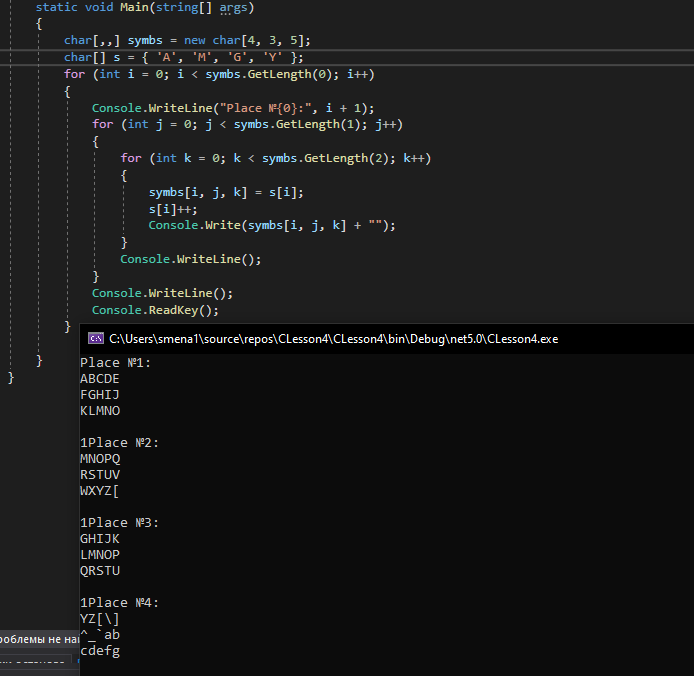 static void Main(string[] args)
{
char[,,] symbs = new char[4, 3, 5];
char[] s = { 'A', 'M', 'G', 'Y' };
for (int i = 0; i < symbs.GetLength(0); i++)
{
Console.WriteLine("Place №{0}:", i + 1);
for (int j = 0; j < symbs.GetLength(1); j++)
{
for (int k = 0; k < symbs.GetLength(2); k++)
{
symbs[i, j, k] = s[i];
s[i]++;
Console.Write(symbs[i, j, k] + "");
}
Console.WriteLine();
}
Console.WriteLine();
Console.ReadKey();
}
}
}
C:\Users\smena1\source\repos\CLesson4\CLesson4\bin\Debug\net5.0\CLesson4.exe
Place №1:
ABCDE
FGHIJ
KLMNO
1Place №2:
MNOPQ
RSTUV
WXYZ[
1Place №3:
GHIJK
LMNOP
QRSTU
1Place №4:
YZ[\]
^_`ab
cdefg
роблемы не на